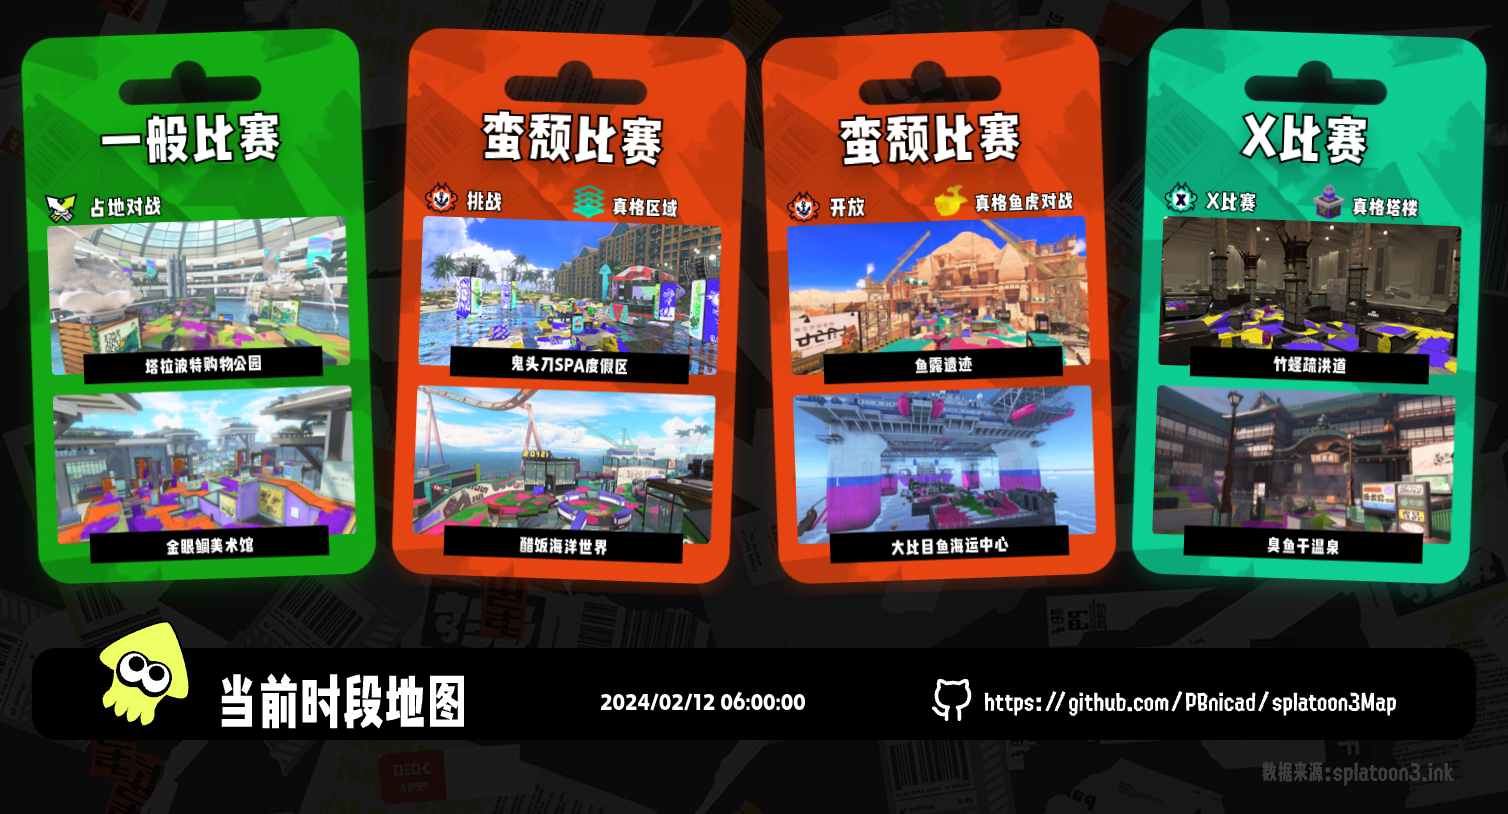 一般比赛
占地对战
塔拉波特购物公园
金眼鲷美术馆
蛮颓比赛
挑战
真格区域
鬼头刀SPA度假区
醋饭海洋世界
蛮颓比赛
开放
真格鱼虎对战
鱼露遗迹
大比目鱼海运中心
X比赛
X比赛
真格塔楼
竹蛏疏洪道
臭鱼干温泉
当前时段地图
2024/02/12 06:00:00
https://github.com/PBnicad/splatoon3Map
数据来源:splatoon3.ink